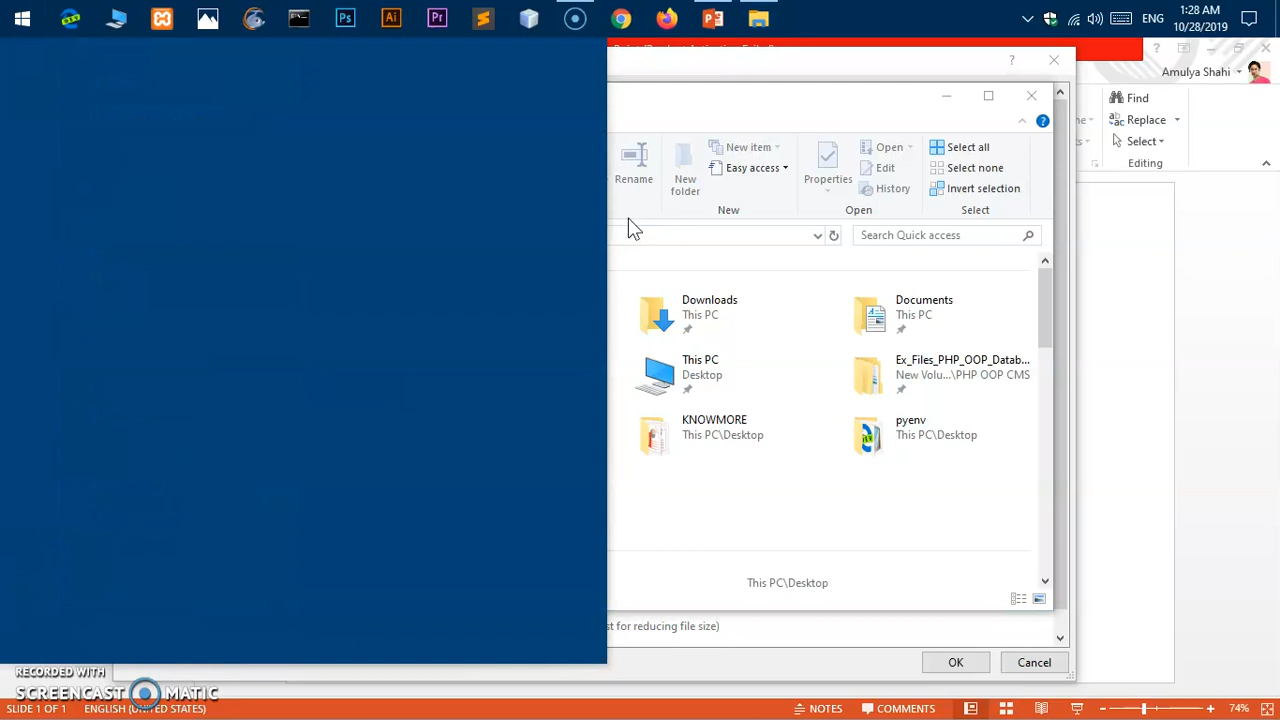 Ps
Ai
Pr
ENG
1:28 AM
10/28/2019
Amulya Shahi
Find
Replace
Select
Editing
Rename
New folder
New item
Easy access
New
Properties
Open
Edit
History
Open
Select all
Select none
Invert selection
Select
Search Quick access
Downloads
This PC
Documents
This PC
This PC
Desktop
Ex_Files_PHP_OOP_Datab...
New Volu...\PHP OOP CMS
KNOWMORE
This PC\Desktop
pyenv
This PC\Desktop
This PC\Desktop
st for reducing file size)
OK
Cancel
RECORDED WITH
SCREENCAST MATIC
SLIDE 1 OF 1
ENGLISH (UNITED STATES)
NOTES
COMMENTS
74%